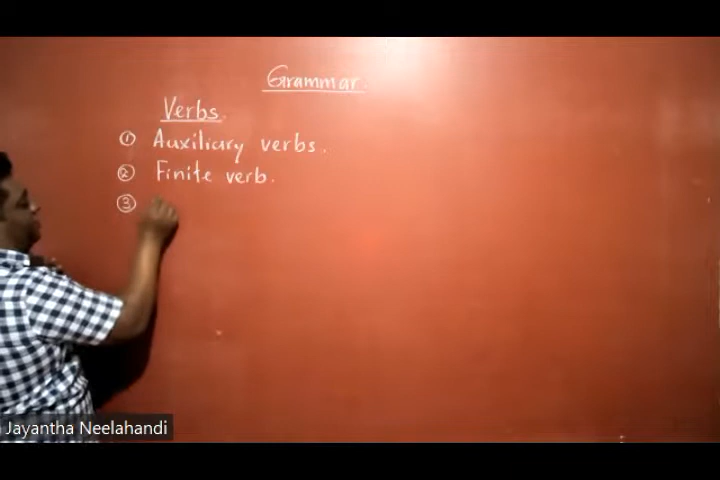 Grammar.
Verbs.
① Auxiliary verbs.
② Finite verb.
③
Jayantha Neelahandi